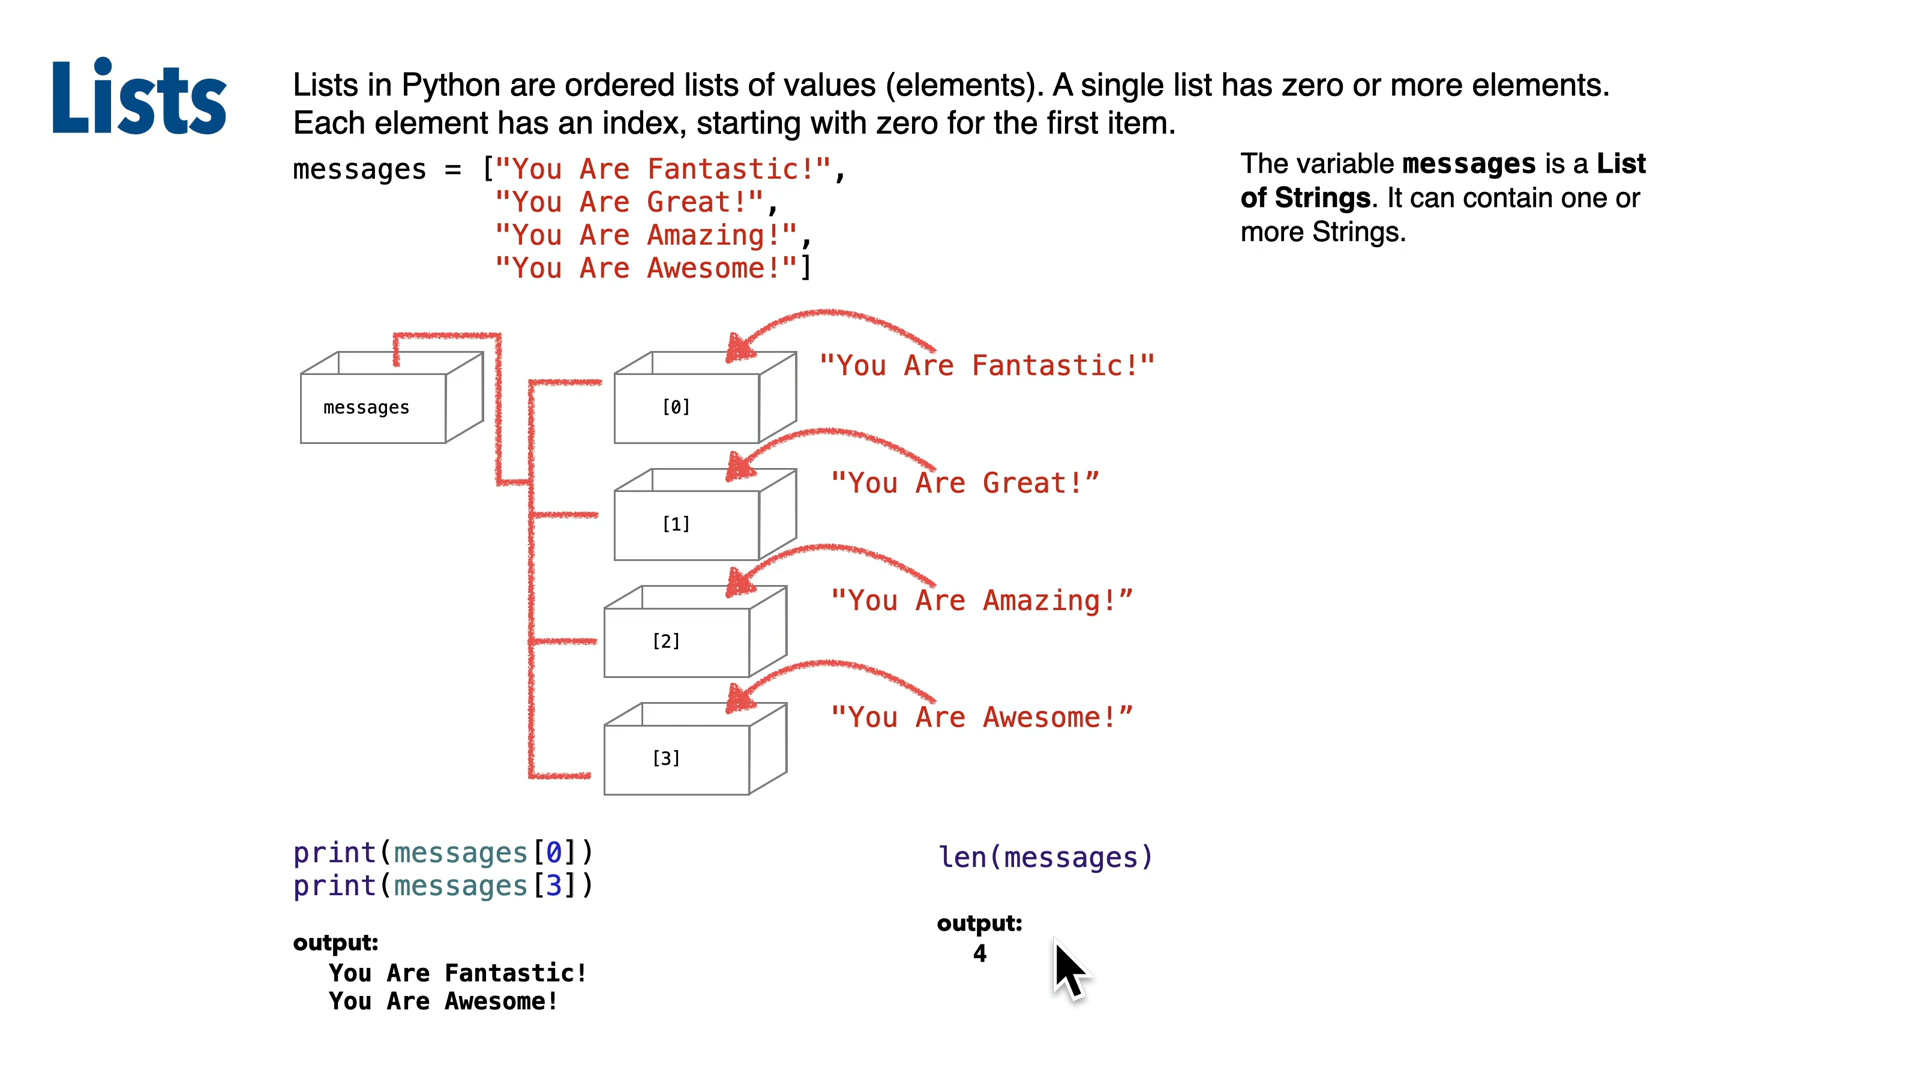 Lists
Lists in Python are ordered lists of values (elements). A single list has zero or more elements.
Each element has an index, starting with zero for the first item.
messages = ["You Are Fantastic!",
"You Are Great!",
"You Are Amazing!",
"You Are Awesome!"]
The variable messages is a List
of Strings. It can contain one or
more Strings.
messages
[0]
"You Are Fantastic!"
[1]
"You Are Great!”
[2]
"You Are Amazing!”
[3]
"You Are Awesome!”
print(messages[0])
print(messages[3])
output:
You Are Fantastic!
You Are Awesome!
len(messages)
output:
4